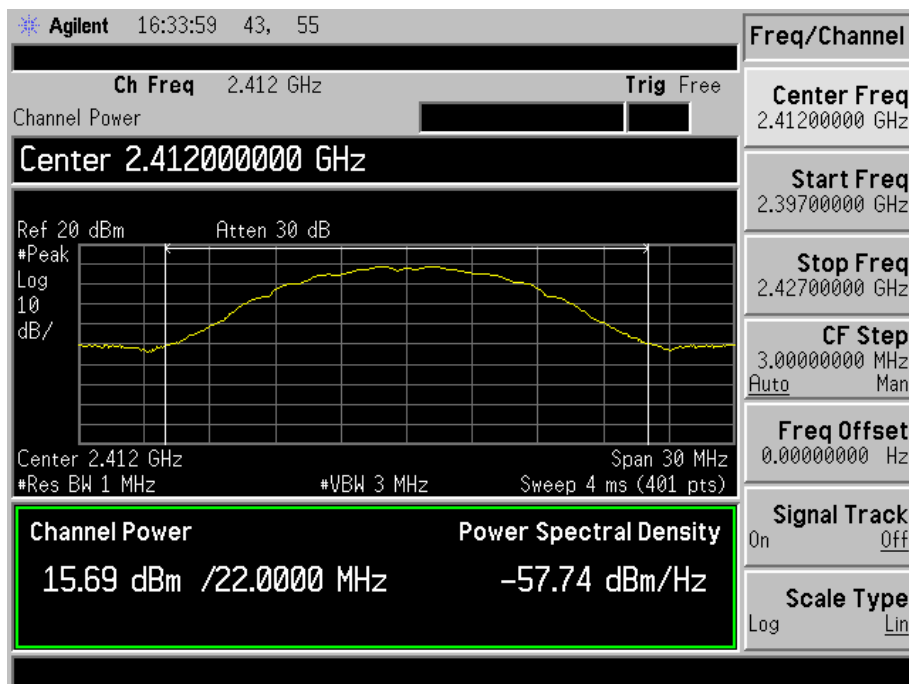 Agilent 16:33:59 43, 55
Ch Freq 2.412 GHz Trig Free
Channel Power
Center 2.412000000 GHz
Ref 20 dBm Atten 30 dB
#Peak
Log
10
dB/
Center 2.412 GHz Span 30 MHz
#Res BW 1 MHz #VBW 3 MHz Sweep 4 ms (401 pts)
Channel Power Power Spectral Density
15.69 dBm /22.0000 MHz -57.74 dBm/Hz
Freq/Channel
Center Freq
2.41200000 GHz
Start Freq
2.39700000 GHz
Stop Freq
2.42700000 GHz
CF Step
3.00000000 MHz
Auto Man
Freq Offset
0.00000000 Hz
Signal Track
On Off
Scale Type
Log Lin